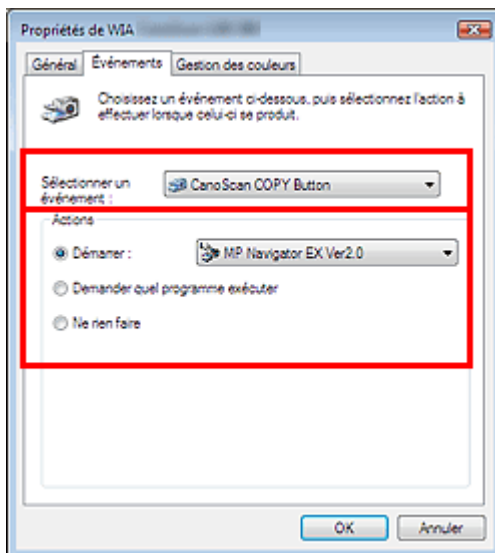 Propriétés de WIA
Général Événements Gestion des couleurs
Choisissez un événement ci-dessous, puis sélectionnez l'action à
effectuer lorsque celui-ci se produit.
Sélectionner un
événement :
CanoScan COPY Button
Actions
Démarrer : MP Navigator EX Ver2.0
Demander quel programme exécuter
Ne rien faire
OK Annuler